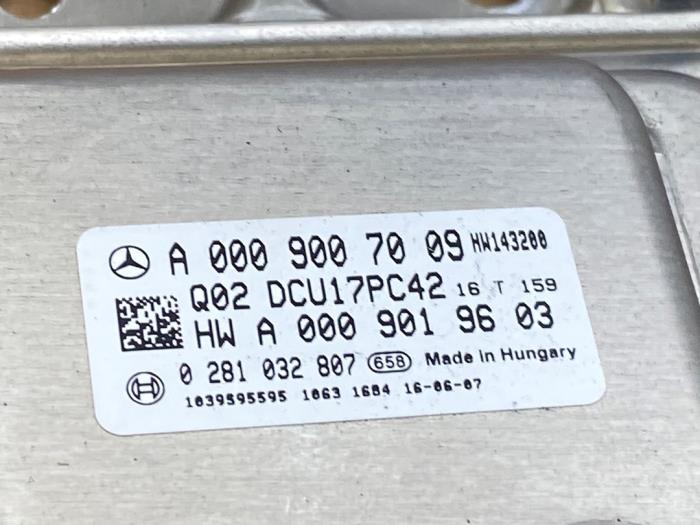 A 000 900 70 09 HW143200
Q02 DCU17PC42 16 T 159
HW A 000 901 96 03
0 281 032 807 658 Made in Hungary
1039S95595 1063 1684 16-06-07